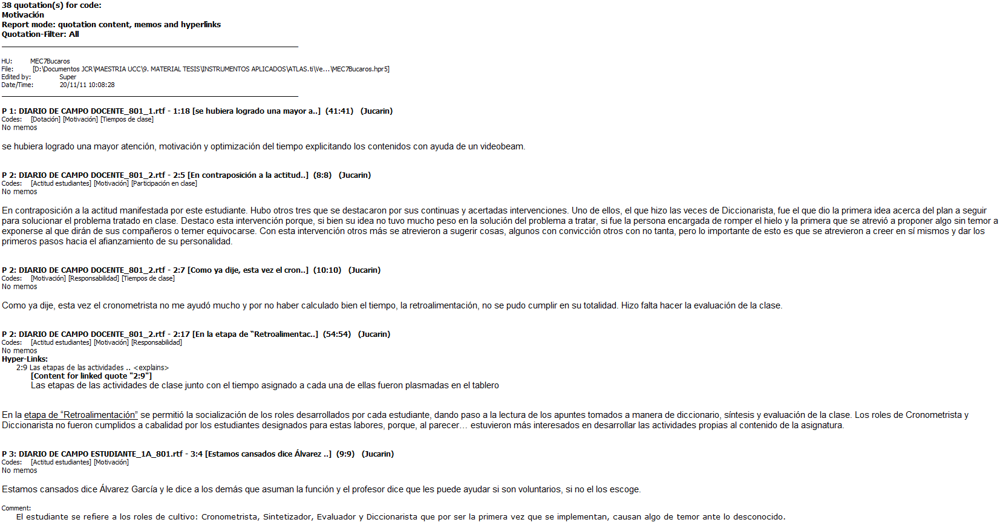 38 quotation(s) for code:
Motivación
Report mode: quotation content, memos and hyperlinks
Quotation-Filter: All
HU: MEC7Bucaros
File: [D:\Documentos JCR\MAESTRIA UCC\9. MATERIAL TESIS\INSTRUMENTOS APLICADOS\ATLAS.ti\Ve...\MEC7Bucaros.hpr5]
Edited by: Super
Date/Time: 20/11/11 10:08:28
P 1: DIARIO DE CAMPO DOCENTE_801_1.rtf - 1:18 [se hubiera logrado una mayor a..] (41:41) (Jucarin)
Codes: [Dotación] [Motivación] [Tiempos de clase]
No memos
se hubiera logrado una mayor atención, motivación y optimización del tiempo explicitando los contenidos con ayuda de un videobeam.
P 2: DIARIO DE CAMPO DOCENTE_801_2.rtf - 2:5 [En contraposición a la actitud..] (8:8) (Jucarin)
Codes: [Actitud estudiantes] [Motivación] [Participación en clase]
No memos
En contraposición a la actitud manifestada por este estudiante. Hubo otros tres que se destacaron por sus continuas y acertadas intervenciones. Uno de ellos, el que hizo las veces de Diccionarista, fue el que dio la primera idea acerca del plan a seguir
para solucionar el problema tratado en clase. Destaco esta intervención porque, si bien su idea no tuvo mucho peso en la solución del problema a tratar, si fue la persona encargada de romper el hielo y la primera que se atrevió a proponer algo sin temor a
exponerse al que dirán de sus compañeros o temer equivocarse. Con esta intervención otros más se atrevieron a sugerir cosas, algunos con convicción otros con no tanta, pero lo importante de esto es que se atrevieron a creer en sí mismos y dar los
primeros pasos hacia el afianzamiento de su personalidad.
P 2: DIARIO DE CAMPO DOCENTE_801_2.rtf - 2:7 [Como ya dije, esta vez el cron..] (10:10) (Jucarin)
Codes: [Motivación] [Responsabilidad] [Tiempos de clase]
No memos
Como ya dije, esta vez el cronometrista no me ayudó mucho y por no haber calculado bien el tiempo, la retroalimentación, no se pudo cumplir en su totalidad. Hizo falta hacer la evaluación de la clase.
P 2: DIARIO DE CAMPO DOCENTE_801_2.rtf - 2:17 [En la etapa de “Retroalimentac..] (54:54) (Jucarin)
Codes: [Actitud estudiantes] [Motivación] [Responsabilidad]
No memos
Hyper-Links:
2:9 Las etapas de las actividades .. <explains>
[Content for linked quote "2:9"]
Las etapas de las actividades de clase junto con el tiempo asignado a cada una de ellas fueron plasmadas en el tablero
En la etapa de “Retroalimentación” se permitió la socialización de los roles desarrollados por cada estudiante, dando paso a la lectura de los apuntes tomados a manera de diccionario, síntesis y evaluación de la clase. Los roles de Cronometrista y
Diccionarista no fueron cumplidos a cabalidad por los estudiantes designados para estas labores, porque, al parecer… estuvieron más interesados en desarrollar las actividades propias al contenido de la asignatura.
P 3: DIARIO DE CAMPO ESTUDIANTE_1A_801.rtf - 3:4 [Estamos cansados dice Álvarez ..] (9:9) (Jucarin)
Codes: [Actitud estudiantes] [Motivación]
No memos
Estamos cansados dice Álvarez García y le dice a los demás que asuman la función y el profesor dice que les puede ayudar si son voluntarios, si no el los escoge.
Comment:
El estudiante se refiere a los roles de cultivo: Cronometrista, Sintetizador, Evaluador y Diccionarista que por ser la primera vez que se implementan, causan algo de temor ante lo desconocido.